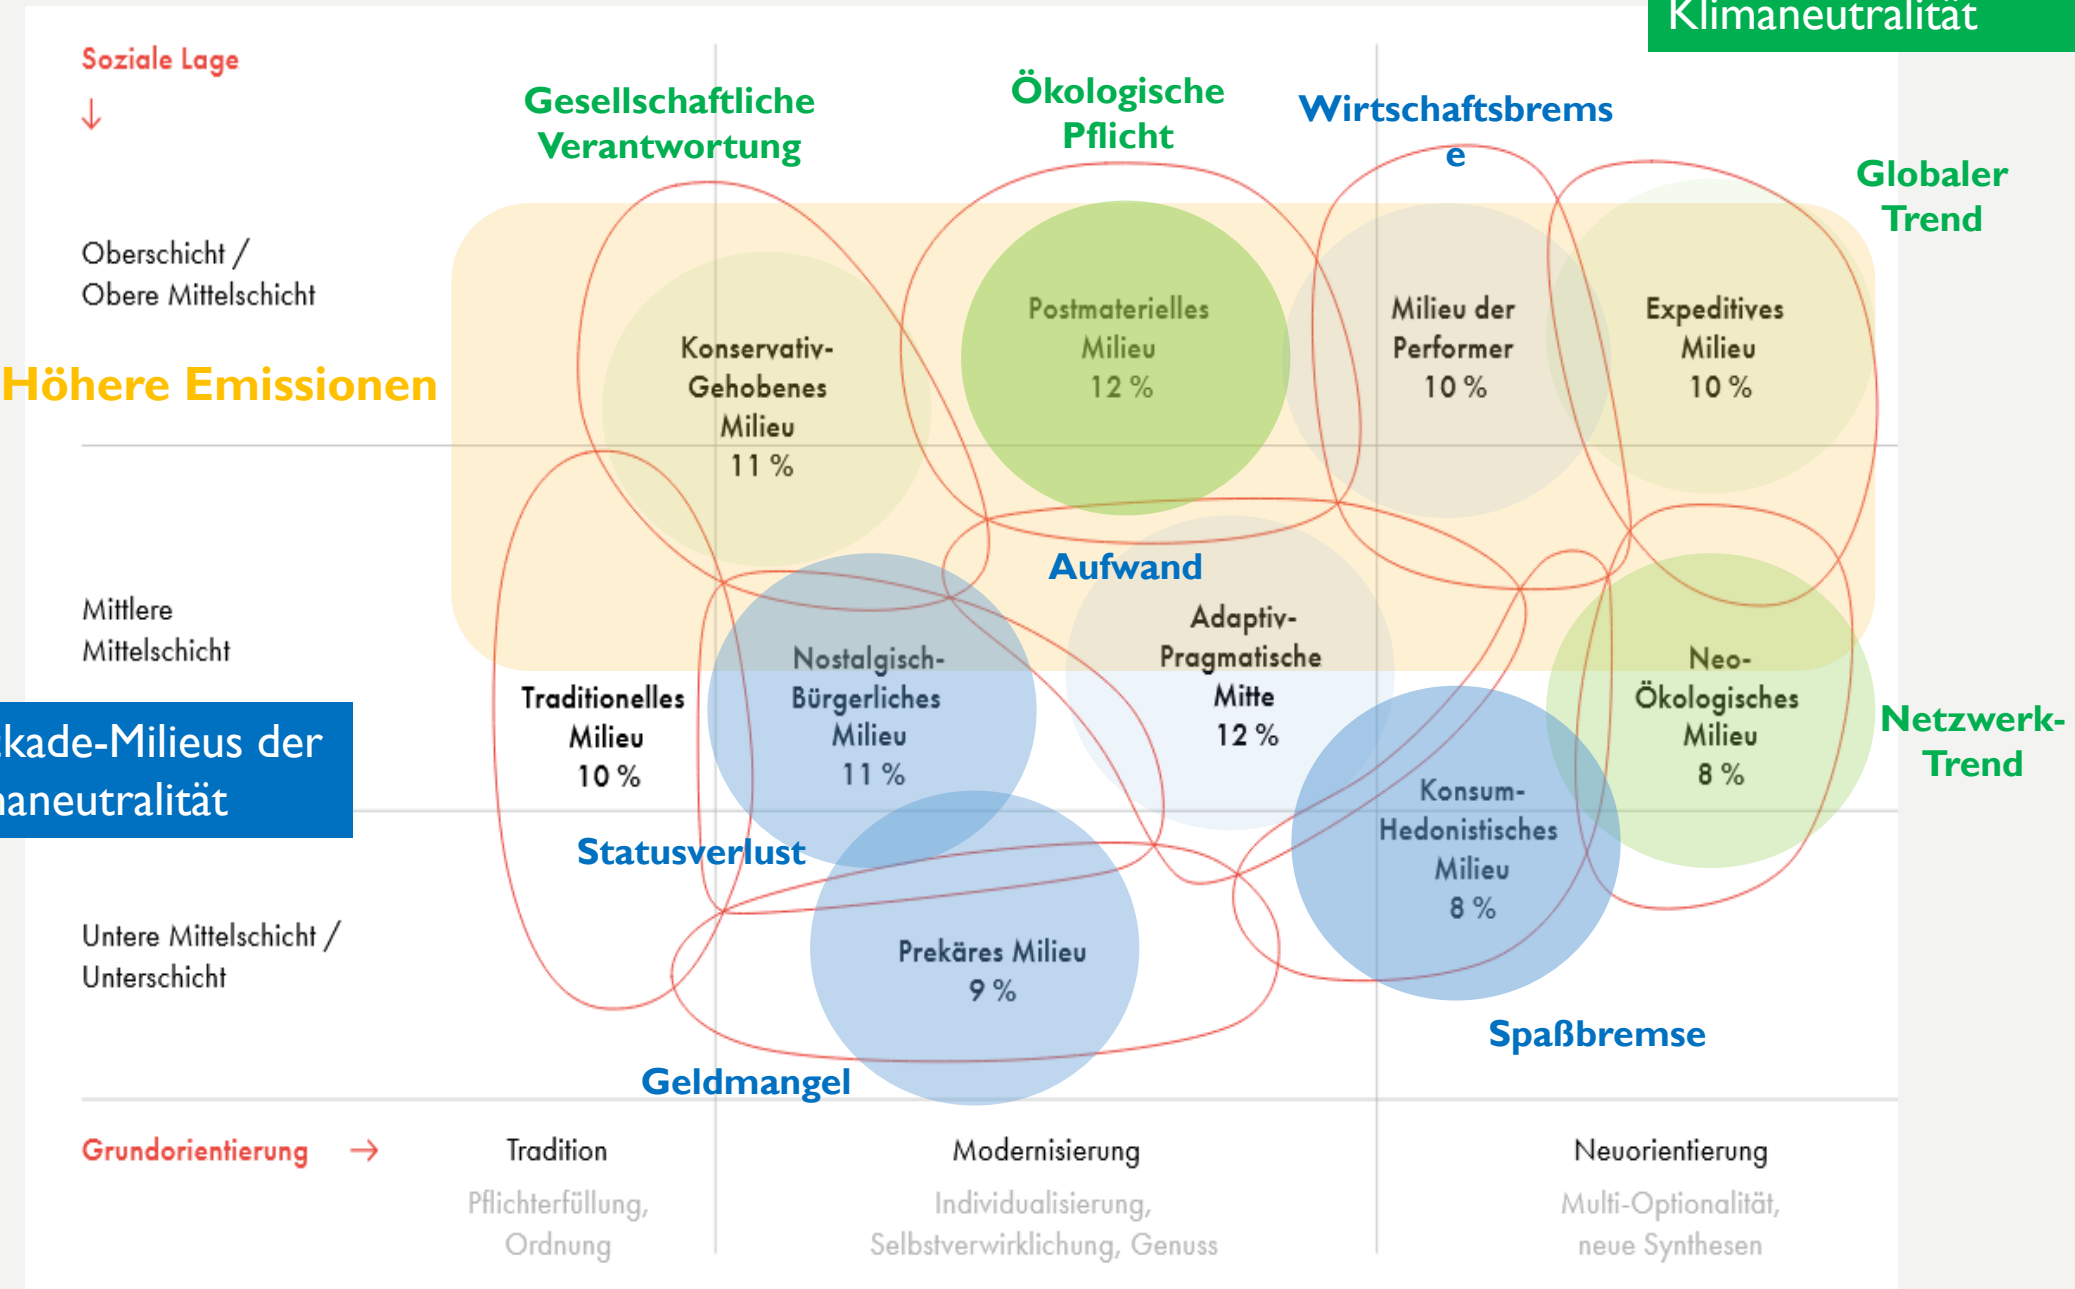 Klimaneutralität
Soziale Lage
↓
Gesellschaftliche
Verantwortung
Ökologische
Pflicht
Wirtschaftsbrems
e
Globaler
Trend
Oberschicht /
Obere Mittelschicht
Höhere Emissionen
Konservativ-
Gehobenes
Milieu
11 %
Postmaterielles
Milieu
12 %
Milieu der
Performer
10 %
Expeditives
Milieu
10 %
Mittlere
Mittelschicht
Aufwand
Traditionelles
Milieu
10 %
Nostalgisch-
Bürgerliches
Milieu
11 %
Adaptiv-
Pragmatische
Mitte
12 %
Neo-
Ökologisches
Milieu
8 %
Netzwerk-
Trend
kade-Milieus der
aneutralität
Konsum-
Hedonistisches
Milieu
8 %
Statusverlust
Untere Mittelschicht /
Unterschicht
Prekäres Milieu
9 %
Spaßbremse
Geldmangel
Grundorientierung →
Tradition
Pflichterfüllung,
Ordnung
Modernisierung
Individualisierung,
Selbstverwirklichung, Genuss
Neuorientierung
Multi-Optionalität,
neue Synthesen